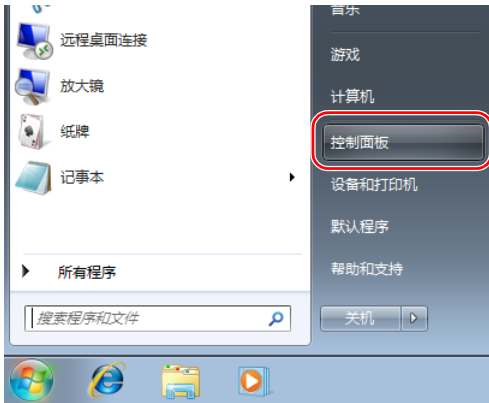 远程桌面连接
放大镜
纸牌
记事本
所有程序
搜索程序和文件
音乐
游戏
计算机
控制面板
设备和打印机
默认程序
帮助和支持
关机